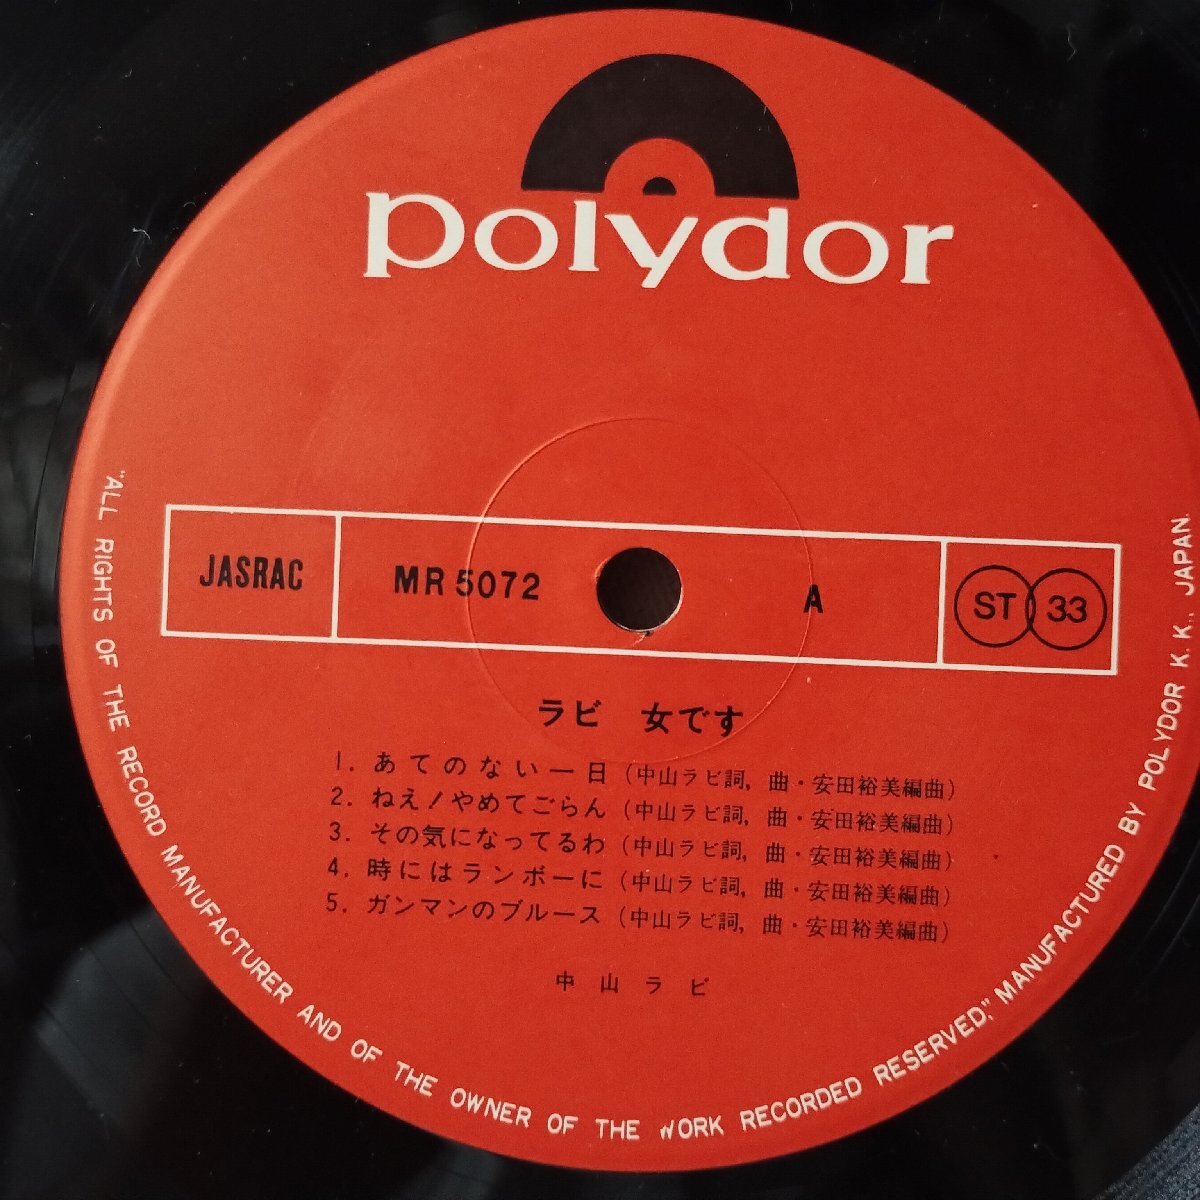 polydor
JASRAC
MR 5072
A
ST 33
ラビ 女です
1. あてのない一日 (中山ラビ詞, 曲・安田裕美編曲)
2. ねえ!やめてごらん (中山ラビ詞, 曲・安田裕美編曲)
3. その気になってるわ (中山ラビ詞, 曲・安田裕美編曲)
4. 時にはランボーに (中山ラビ詞, 曲・安田裕美編曲)
5. ガンマンのブルース (中山ラビ詞, 曲・安田裕美編曲)
中山ラビ
"ALL RIGHTS OF THE RECORD MANUFACTURER AND OF THE OWNER OF THE WORK RECORDED RESERVED," MANUFACTURED BY POLYDOR K.K., JAPAN.